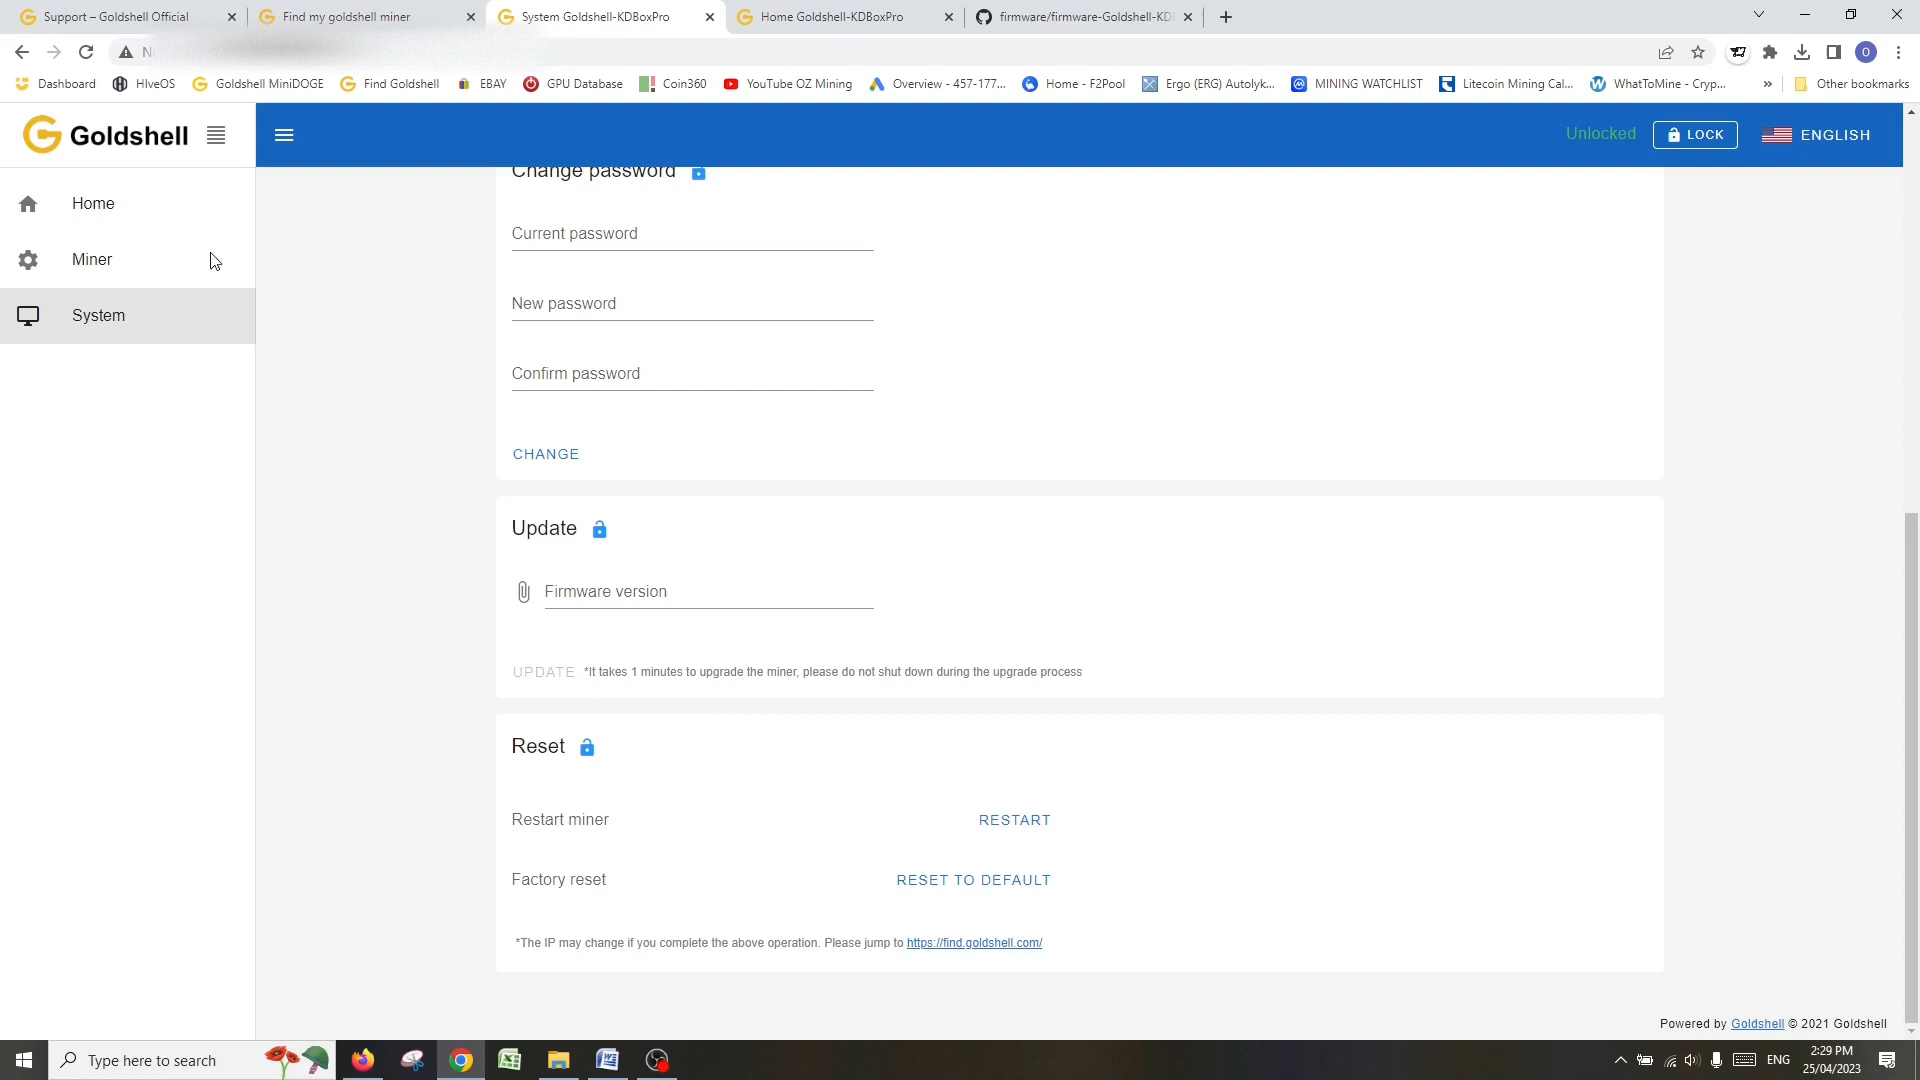 Support – Goldshell Official
Find my goldshell miner
System Goldshell-KDBoxPro
Home Goldshell-KDBoxPro
firmware/firmware-Goldshell-KD
Dashboard
HIveOS
Goldshell MiniDOGE
Find Goldshell
EBAY
GPU Database
Coin360
YouTube OZ Mining
Overview - 457-177...
Home - F2Pool
Ergo (ERG) Autolyk...
MINING WATCHLIST
Litecoin Mining Cal...
WhatToMine - Cryp...
»
Other bookmarks
Goldshell
Unlocked
LOCK
ENGLISH
Home
Miner
System
Change password
Current password
New password
Confirm password
CHANGE
Update
Firmware version
UPDATE *It takes 1 minutes to upgrade the miner, please do not shut down during the upgrade process
Reset
Restart miner RESTART
Factory reset RESET TO DEFAULT
*The IP may change if you complete the above operation. Please jump to https://find.goldshell.com/
Powered by Goldshell © 2021 Goldshell
Type here to search
ENG
2:29 PM
25/04/2023